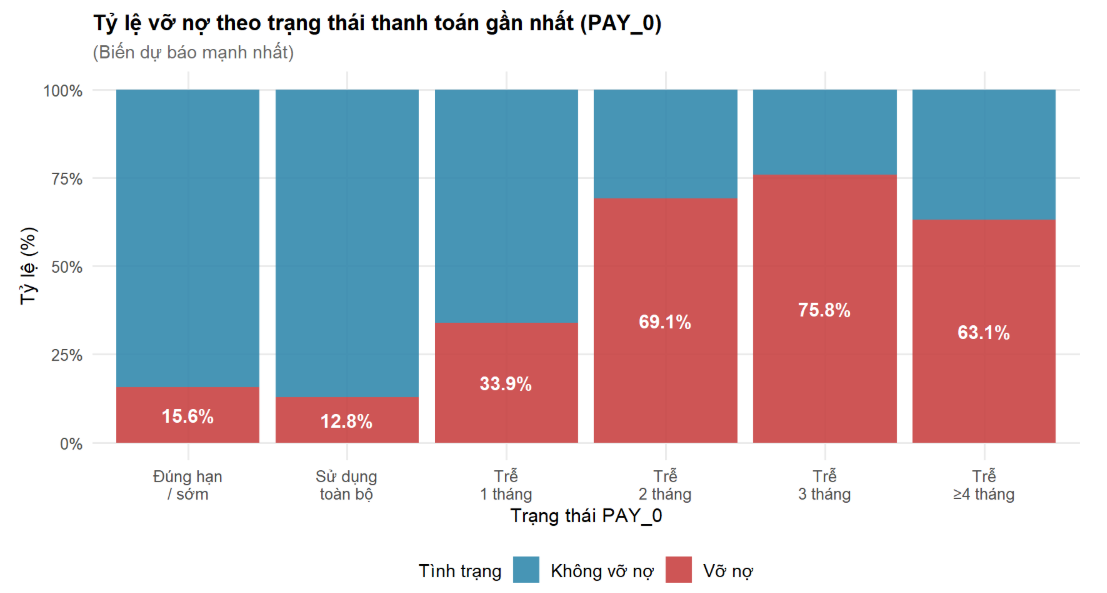 Tỷ lệ vỡ nợ theo trạng thái thanh toán gần nhất (PAY_0)
(Biến dự báo mạnh nhất)
Tỷ lệ (%)
100%
75%
50%
25%
0%
15.6%
12.8%
33.9%
69.1%
75.8%
63.1%
Đúng hạn
/ sớm
Sử dụng
toàn bộ
Trễ
1 tháng
Trễ
2 tháng
Trễ
3 tháng
Trễ
≥4 tháng
Trạng thái PAY_0
Tình trạng
Không vỡ nợ
Vỡ nợ